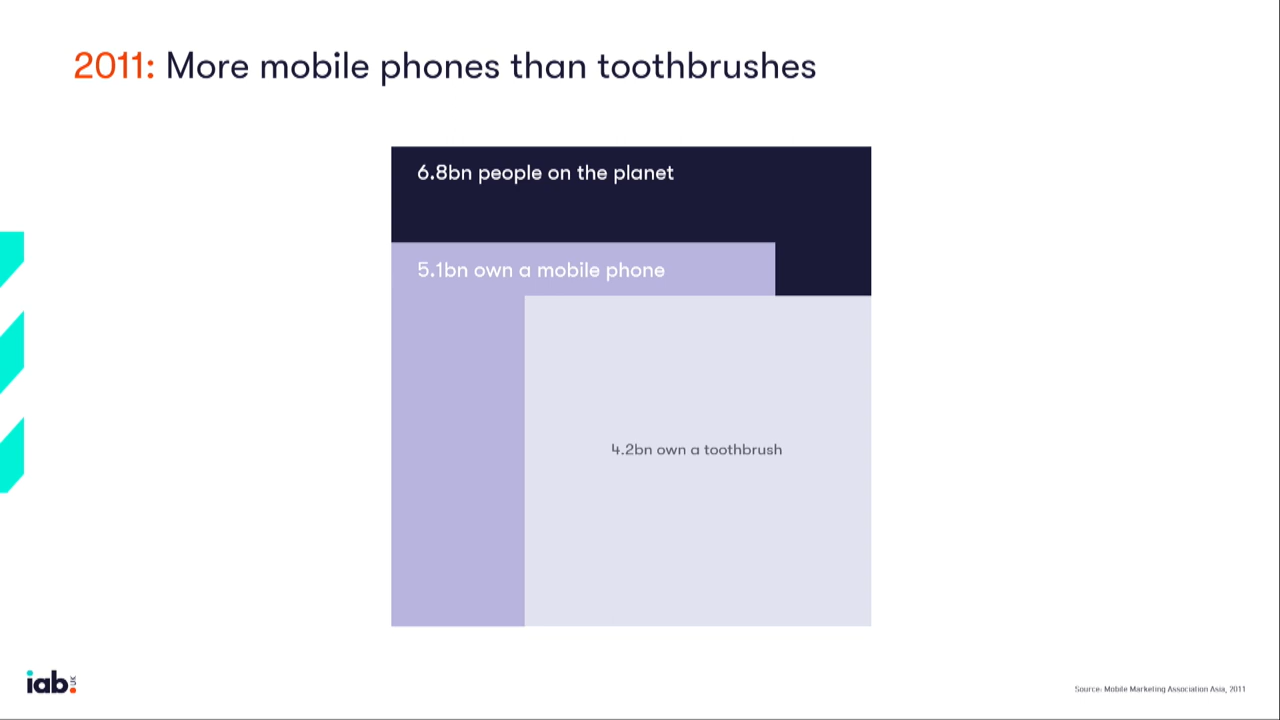 2011: More mobile phones than toothbrushes
6.8bn people on the planet
5.1bn own a mobile phone
4.2bn own a toothbrush
iab. UK
Source: Mobile Marketing Association Asia, 2011